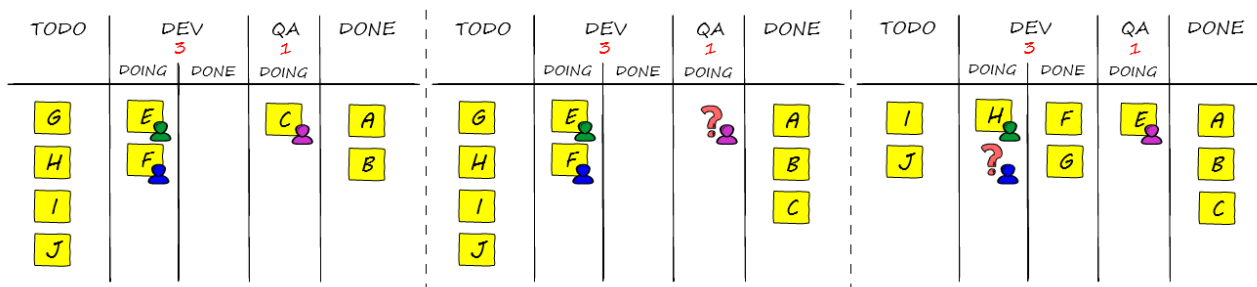 TODO DEV QA DONE
3 1
DOING DONE DOING
G E C A
H F B
I
J
TODO DEV QA DONE
3 1
DOING DONE DOING
G E ? A
H F B
I C
J
TODO DEV QA DONE
3 1
DOING DONE DOING
I H F E A
J ? G B
C